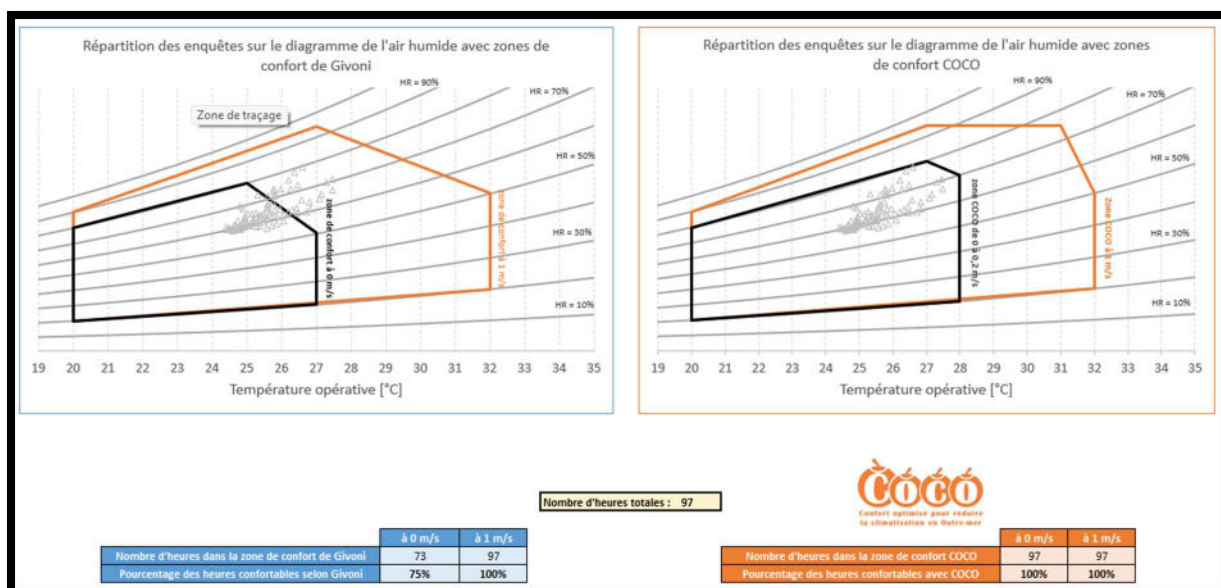 Répartition des enquêtes sur le diagramme de l'air humide avec zones de
confort de Givoni
HR = 90%
HR = 70%
Zone de traçage
HR = 50%
zone de confort à 0 m/s
zone de confort à 1 m/s
HR = 30%
HR = 10%
19 20 21 22 23 24 25 26 27 28 29 30 31 32 33 34 35
Température opérative [°C]
Répartition des enquêtes sur le diagramme de l'air humide avec zones
de confort COCO
HR = 90%
HR = 70%
HR = 50%
zone COCO de 0 à 0,2 m/s
Zone COCO à 1 m/s
HR = 30%
HR = 10%
19 20 21 22 23 24 25 26 27 28 29 30 31 32 33 34 35
Température opérative [°C]
Nombre d'heures totales : 97
COCO
Confort optimisé pour réduire
la climatisation en Outre-mer
à 0 m/s à 1 m/s
Nombre d'heures dans la zone de confort de Givoni 73 97
Pourcentage des heures confortables selon Givoni 75% 100%
à 0 m/s à 1 m/s
Nombre d'heures dans la zone de confort COCO 97 97
Pourcentage des heures confortables avec COCO 100% 100%